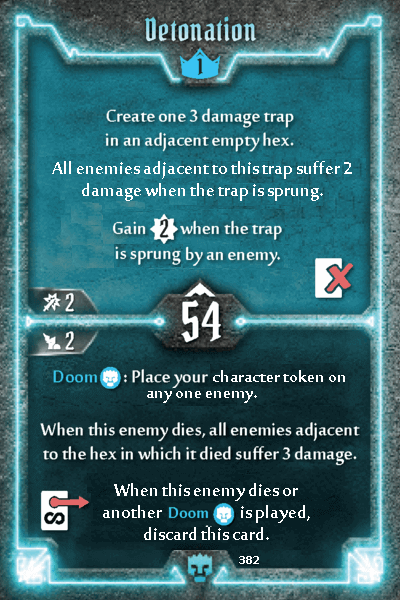 Detonation
1
Create one 3 damage trap
in an adjacent empty hex.
All enemies adjacent to this trap suffer 2
damage when the trap is sprung.
Gain 2 when the trap
is sprung by an enemy.
2
54
2
Doom : Place your character token on
any one enemy.
When this enemy dies, all enemies adjacent
to the hex in which it died suffer 3 damage.
When this enemy dies or
another Doom is played,
discard this card.
382